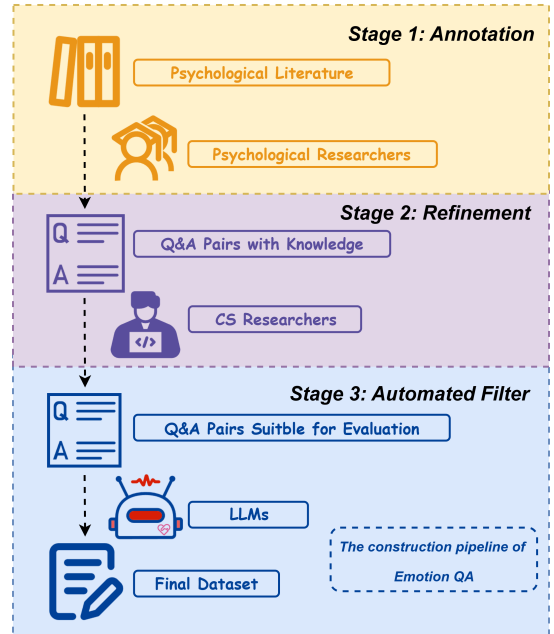 Stage 1: Annotation
Psychological Literature
Psychological Researchers
Stage 2: Refinement
Q
A
Q&A Pairs with Knowledge
</>
CS Researchers
Stage 3: Automated Filter
Q
A
Q&A Pairs Suitble for Evaluation
LLMs
Final Dataset
The construction pipeline of
Emotion QA